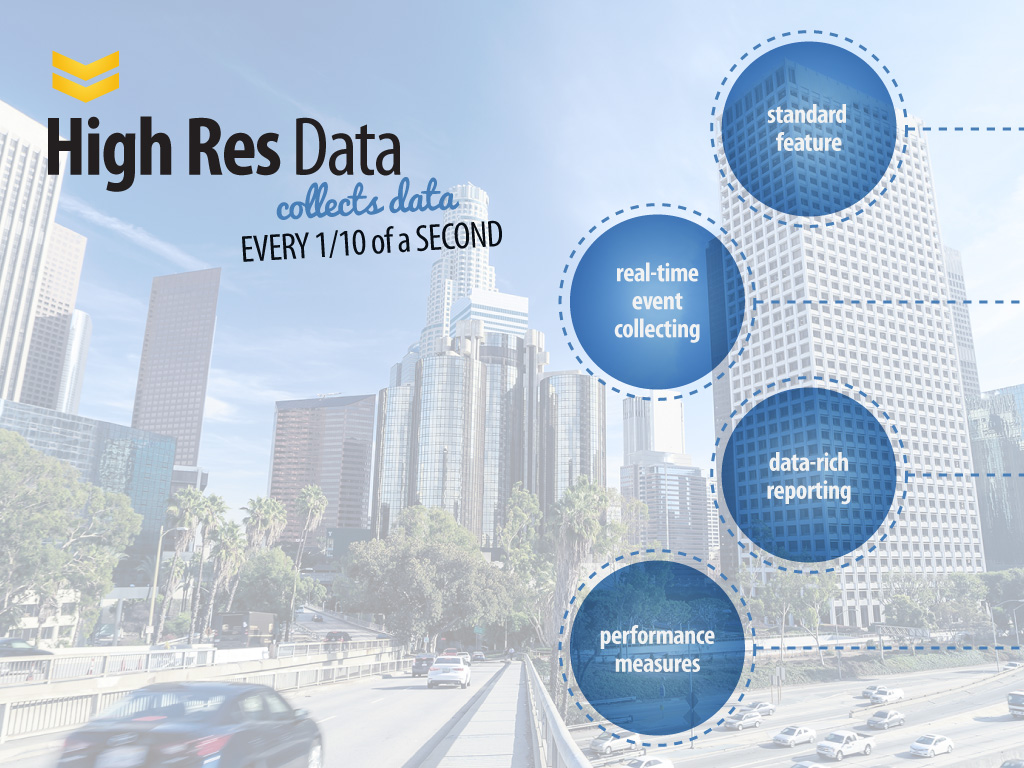 High Res Data
collects data
EVERY 1/10 of a SECOND
standard
feature
real-time
event
collecting
data-rich
reporting
performance
measures